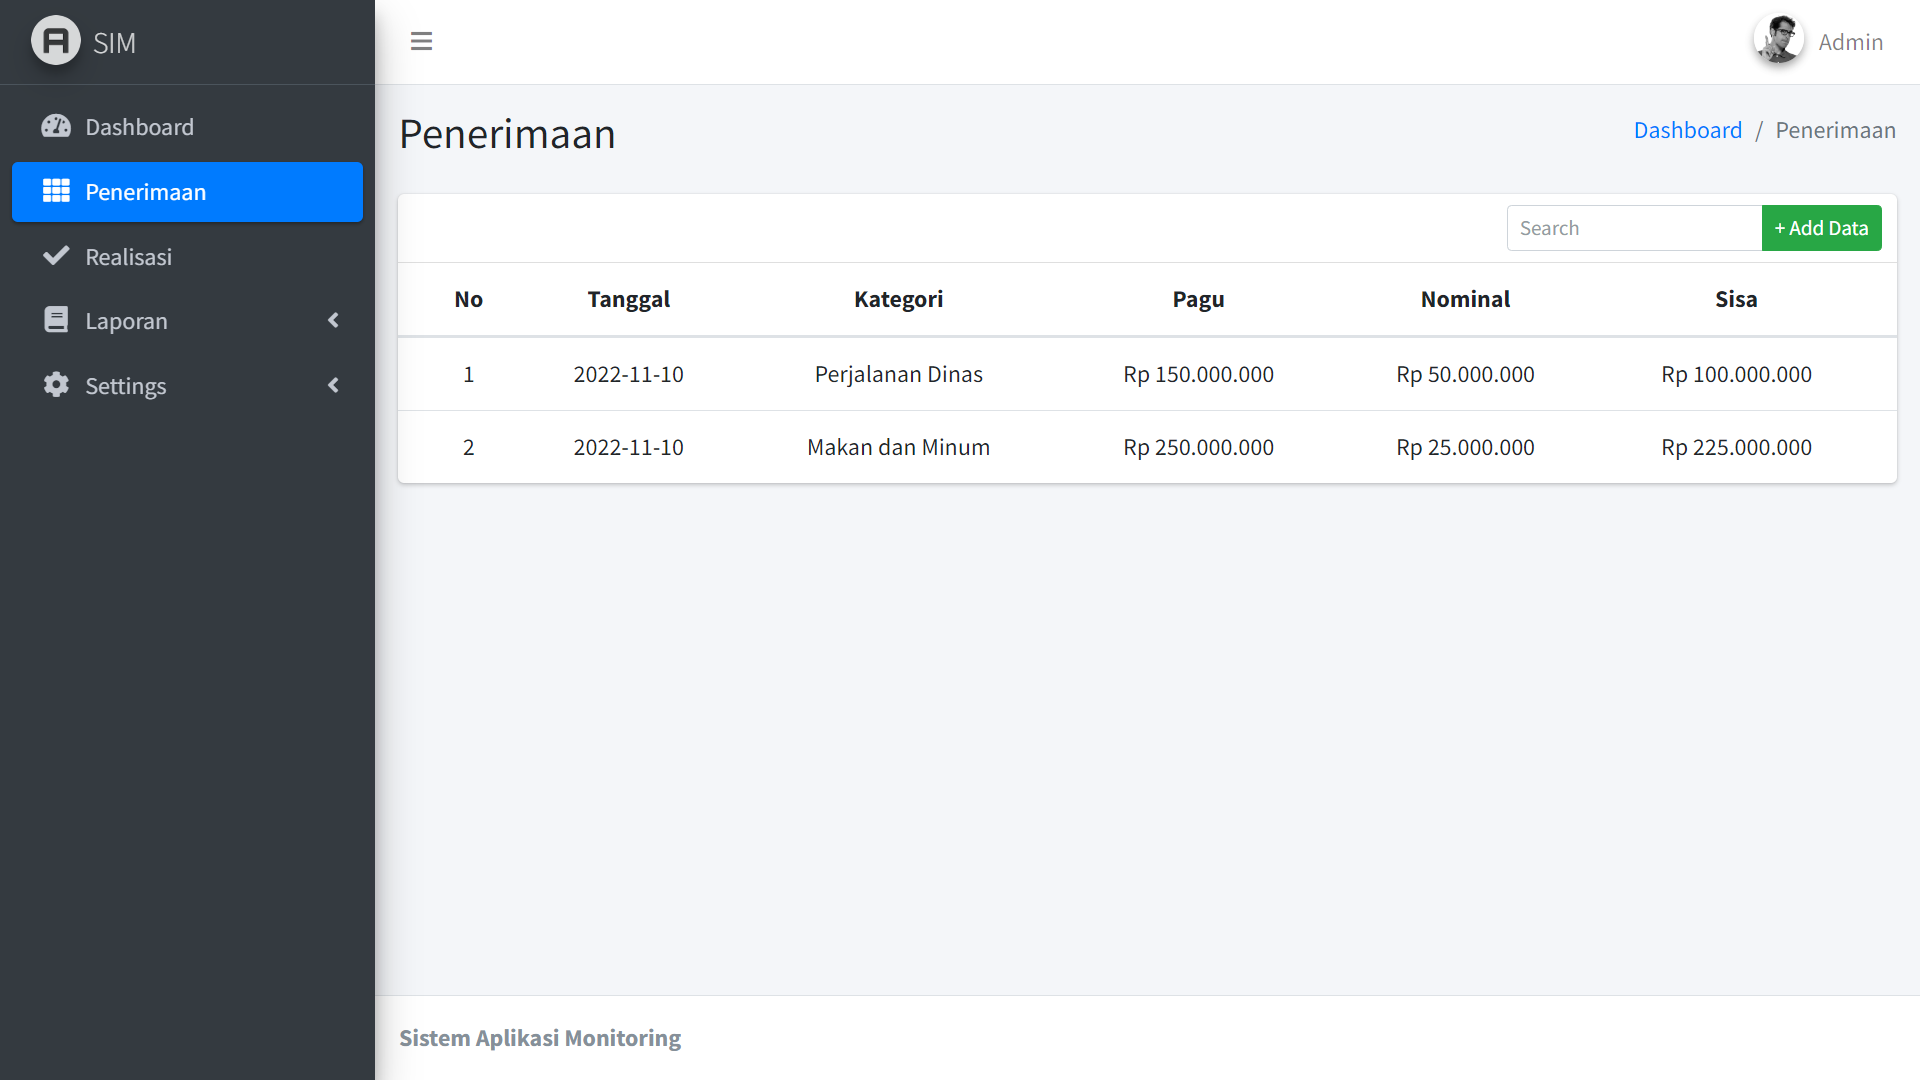 SIM
Admin
Dashboard
Penerimaan
Realisasi
Laporan
Settings
Penerimaan
Dashboard / Penerimaan
Search + Add Data
No Tanggal Kategori Pagu Nominal Sisa
1 2022-11-10 Perjalanan Dinas Rp 150.000.000 Rp 50.000.000 Rp 100.000.000
2 2022-11-10 Makan dan Minum Rp 250.000.000 Rp 25.000.000 Rp 225.000.000
Sistem Aplikasi Monitoring